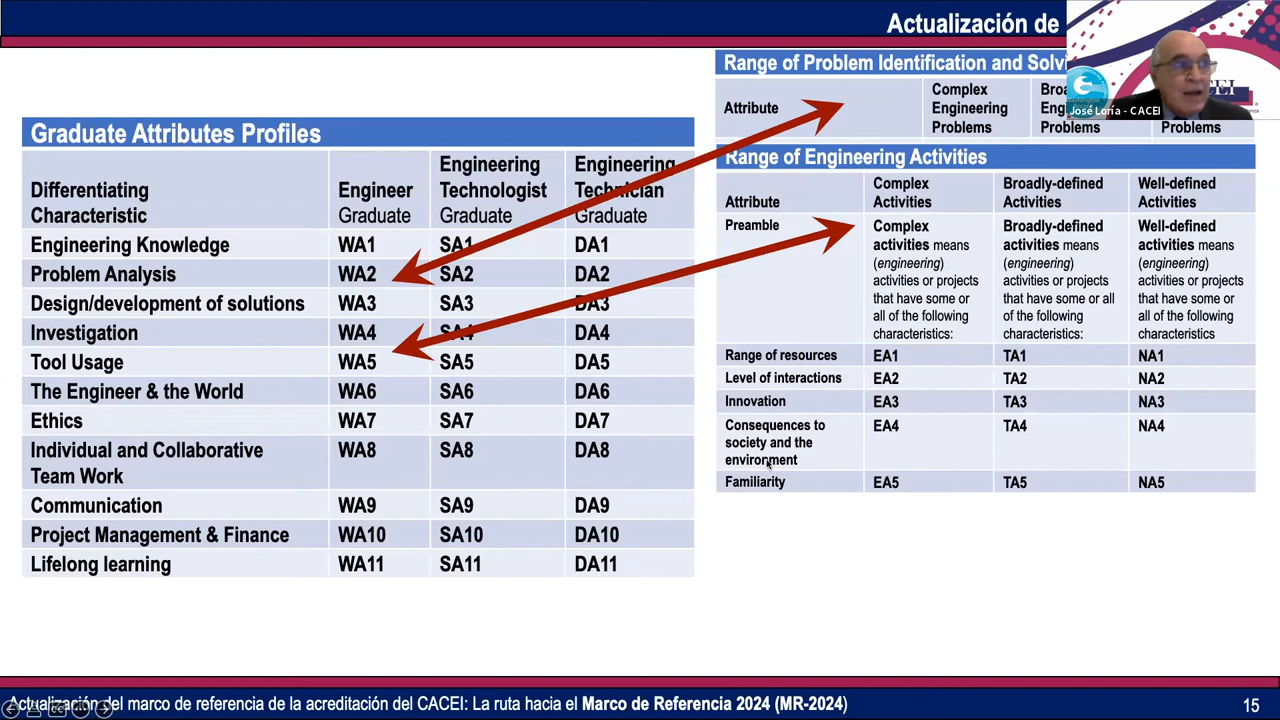 Actualización de
Graduate Attributes Profiles
Differentiating Characteristic | Engineer Graduate | Engineering Technologist Graduate | Engineering Technician Graduate
Engineering Knowledge | WA1 | SA1 | DA1
Problem Analysis | WA2 | SA2 | DA2
Design/development of solutions | WA3 | SA3 | DA3
Investigation | WA4 | SA4 | DA4
Tool Usage | WA5 | SA5 | DA5
The Engineer & the World | WA6 | SA6 | DA6
Ethics | WA7 | SA7 | DA7
Individual and Collaborative Team Work | WA8 | SA8 | DA8
Communication | WA9 | SA9 | DA9
Project Management & Finance | WA10 | SA10 | DA10
Lifelong learning | WA11 | SA11 | DA11
Range of Problem Identification and Solvi
Attribute | Complex Engineering Problems | Problems
Range of Engineering Activities
Attribute | Complex Activities | Broadly-defined Activities | Well-defined Activities
Preamble | Complex activities means (engineering) activities or projects that have some or all of the following characteristics: | Broadly-defined activities means (engineering) activities or projects that have some or all of the following characteristics: | Well-defined activities means (engineering) activities or projects that have some or all of the following characteristics
Range of resources | EA1 | TA1 | NA1
Level of interactions | EA2 | TA2 | NA2
Innovation | EA3 | TA3 | NA3
Consequences to society and the environment | EA4 | TA4 | NA4
Familiarity | EA5 | TA5 | NA5
José Loría - CACEI
Actualización del marco de referencia de la acreditación del CACEI: La ruta hacia el Marco de Referencia 2024 (MR-2024)
15